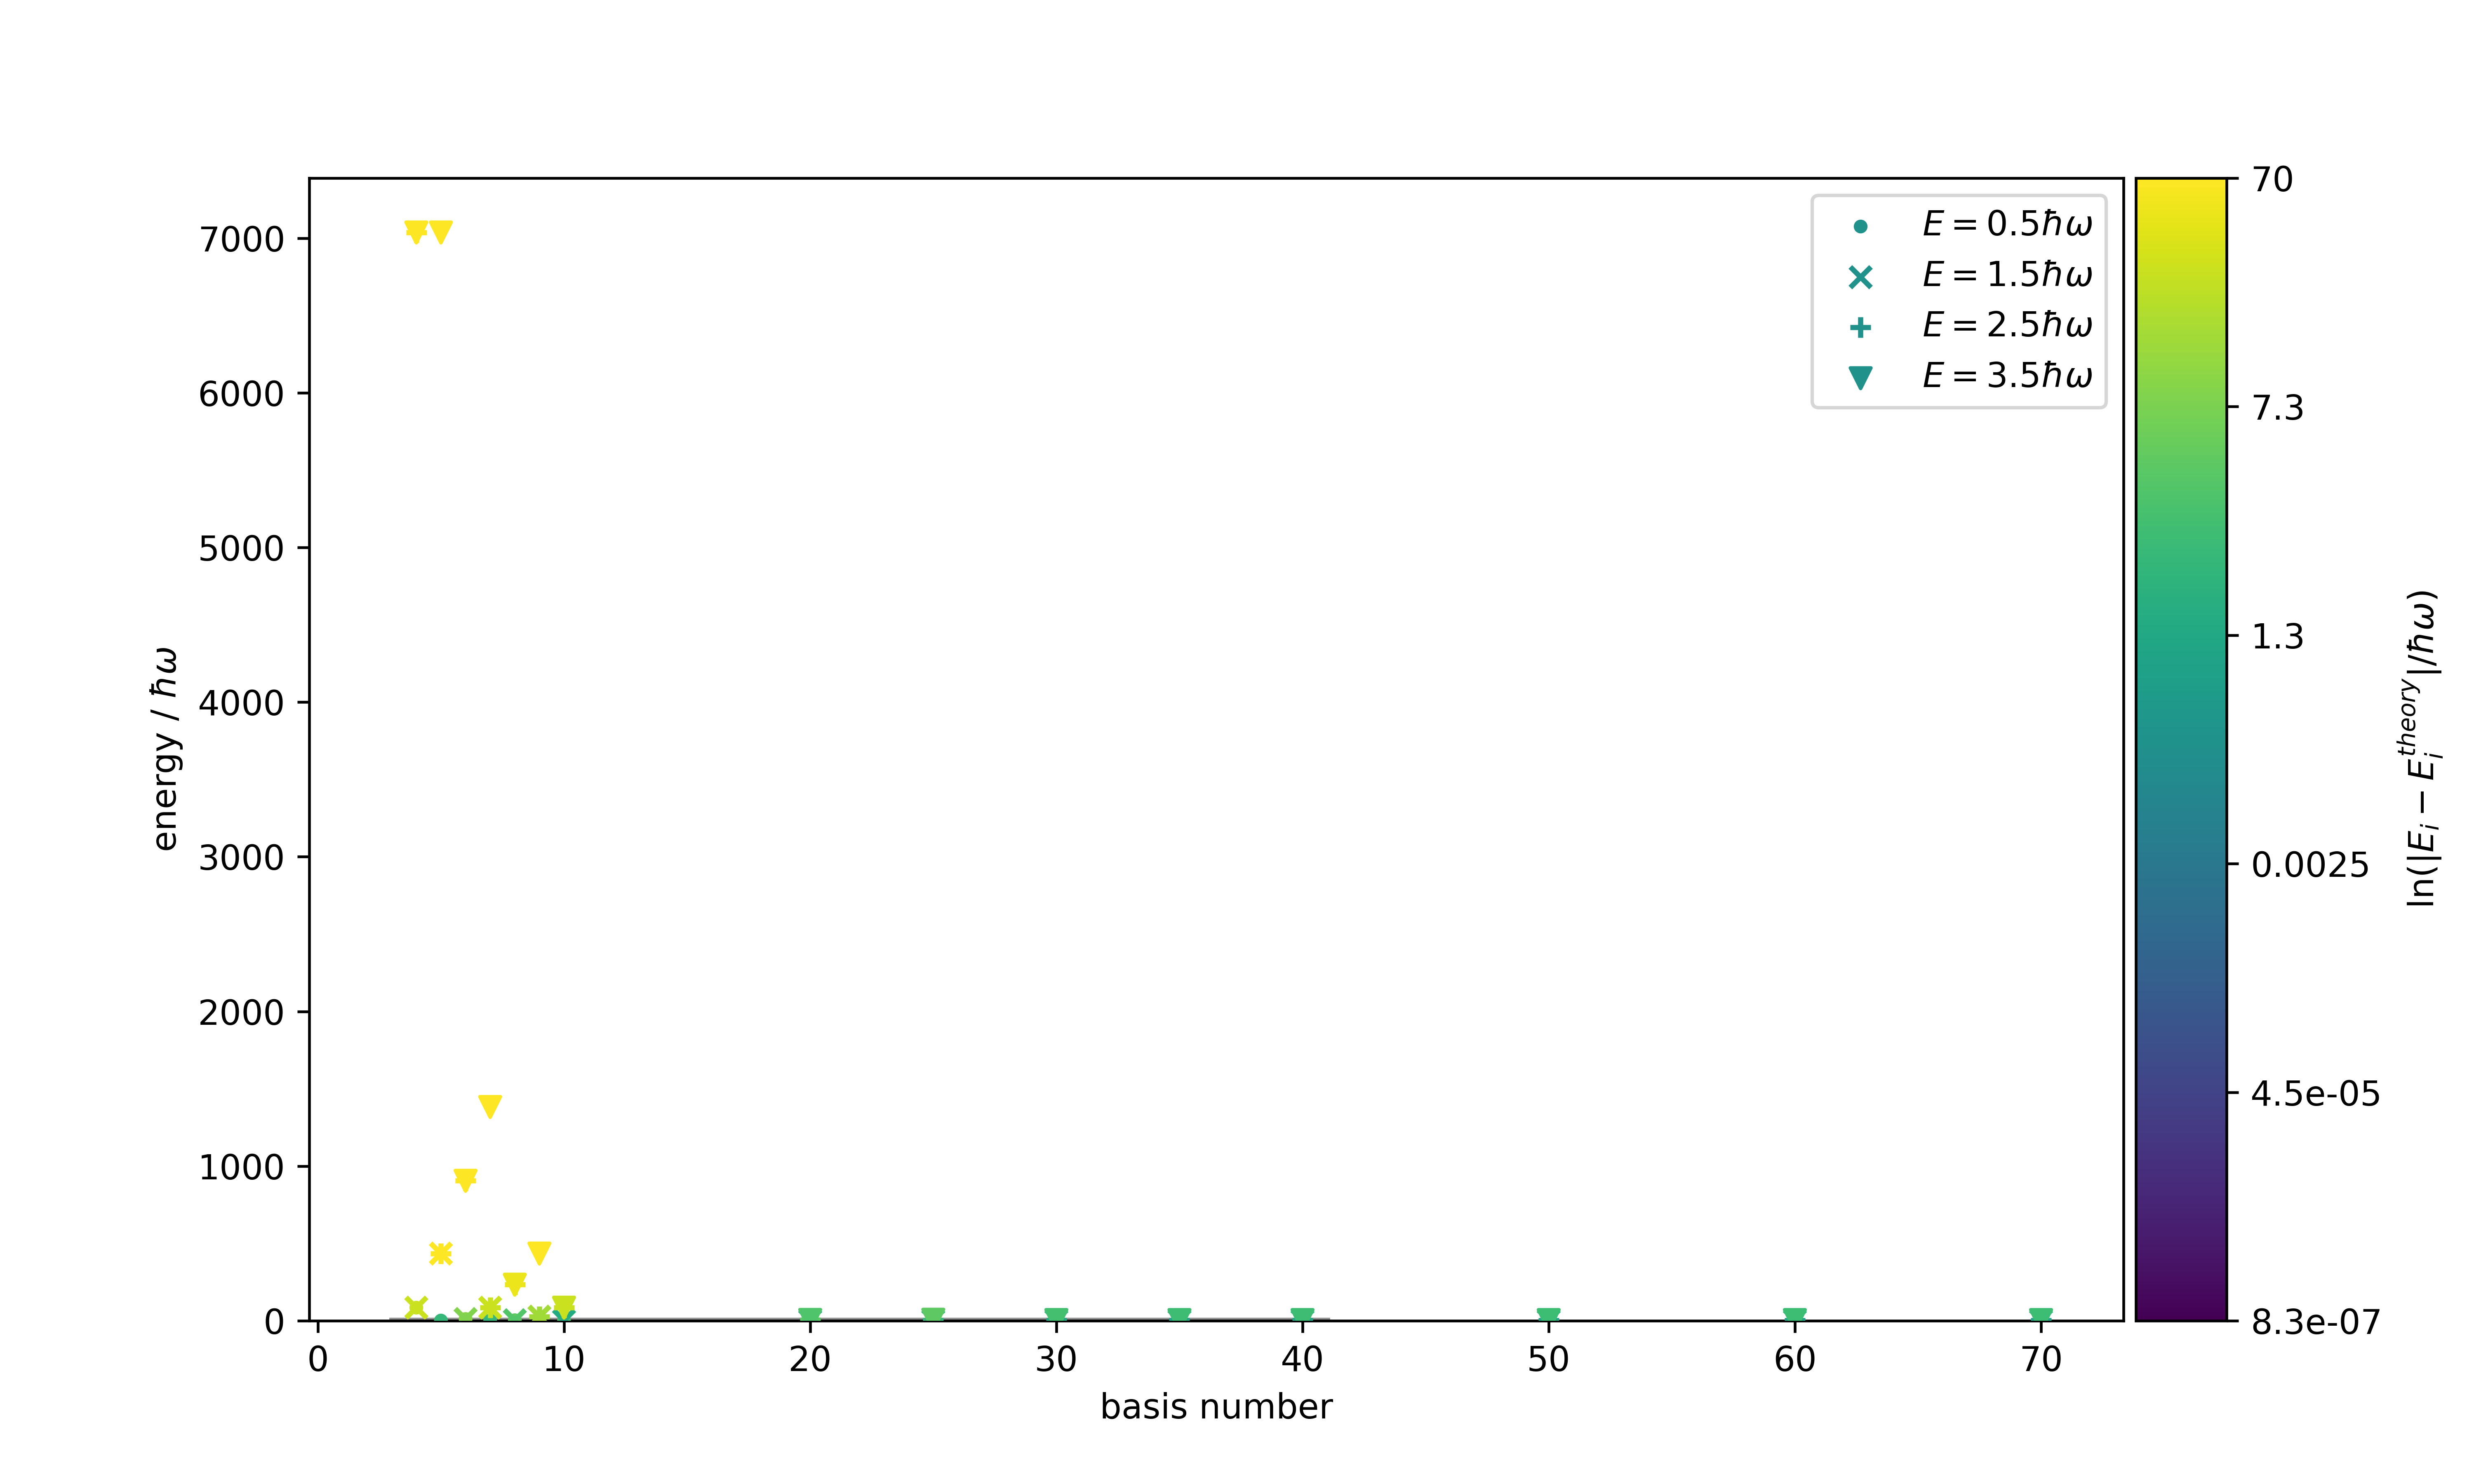 7000
6000
5000
4000
3000
2000
1000
0
energy / ħω
0 10 20 30 40 50 60 70
basis number
E = 0.5ħω
E = 1.5ħω
E = 2.5ħω
E = 3.5ħω
70
7.3
1.3
0.0025
4.5e-05
8.3e-07
ln(|E_i − E_i^{theory}|/ħω)